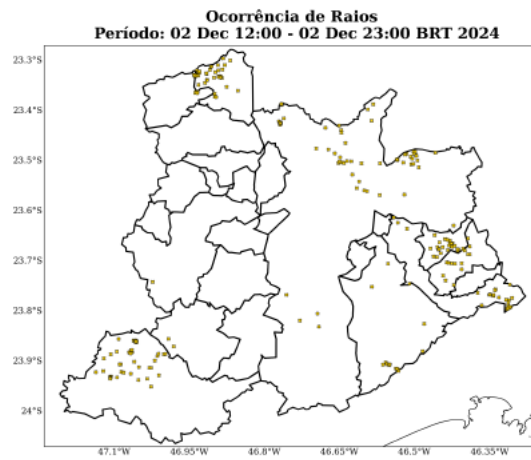 Ocorrência de Raios
Período: 02 Dec 12:00 - 02 Dec 23:00 BRT 2024
23.3°S
23.4°S
23.5°S
23.6°S
23.7°S
23.8°S
23.9°S
24°S
47.1°W 46.95°W 46.8°W 46.65°W 46.5°W 46.35°W